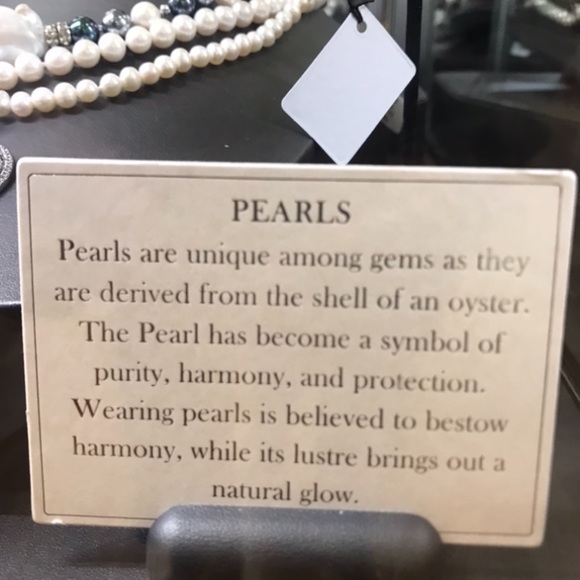 PEARLS
Pearls are unique among gems as they
are derived from the shell of an oyster.
The Pearl has become a symbol of
purity, harmony, and protection.
Wearing pearls is believed to bestow
harmony, while its lustre brings out a
natural glow.